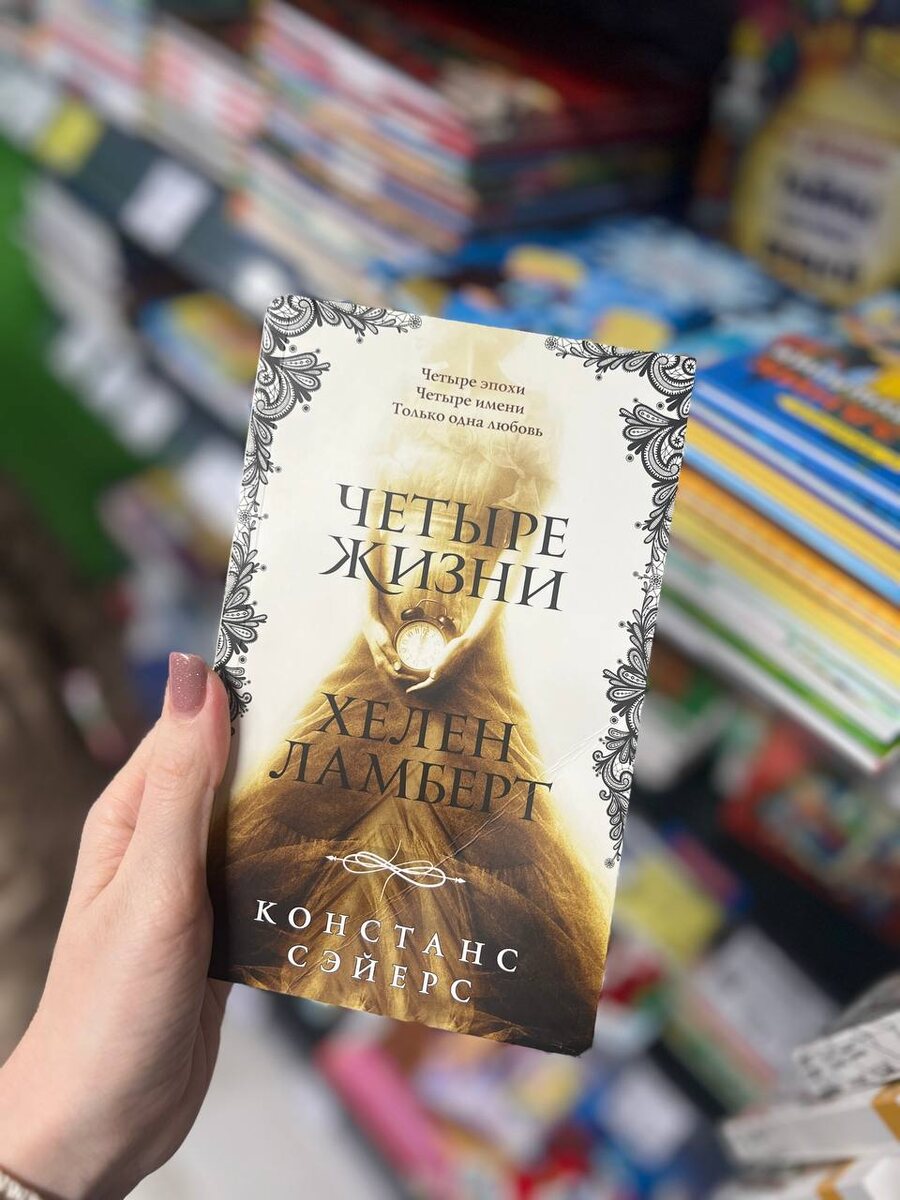 Четыре эпохи
Четыре имени
Только одна любовь
ЧЕТЫРЕ
ЖИЗНИ
ХЕЛЕН
ЛАМБЕРТ
КОНСТАНС
СЭЙЕРС